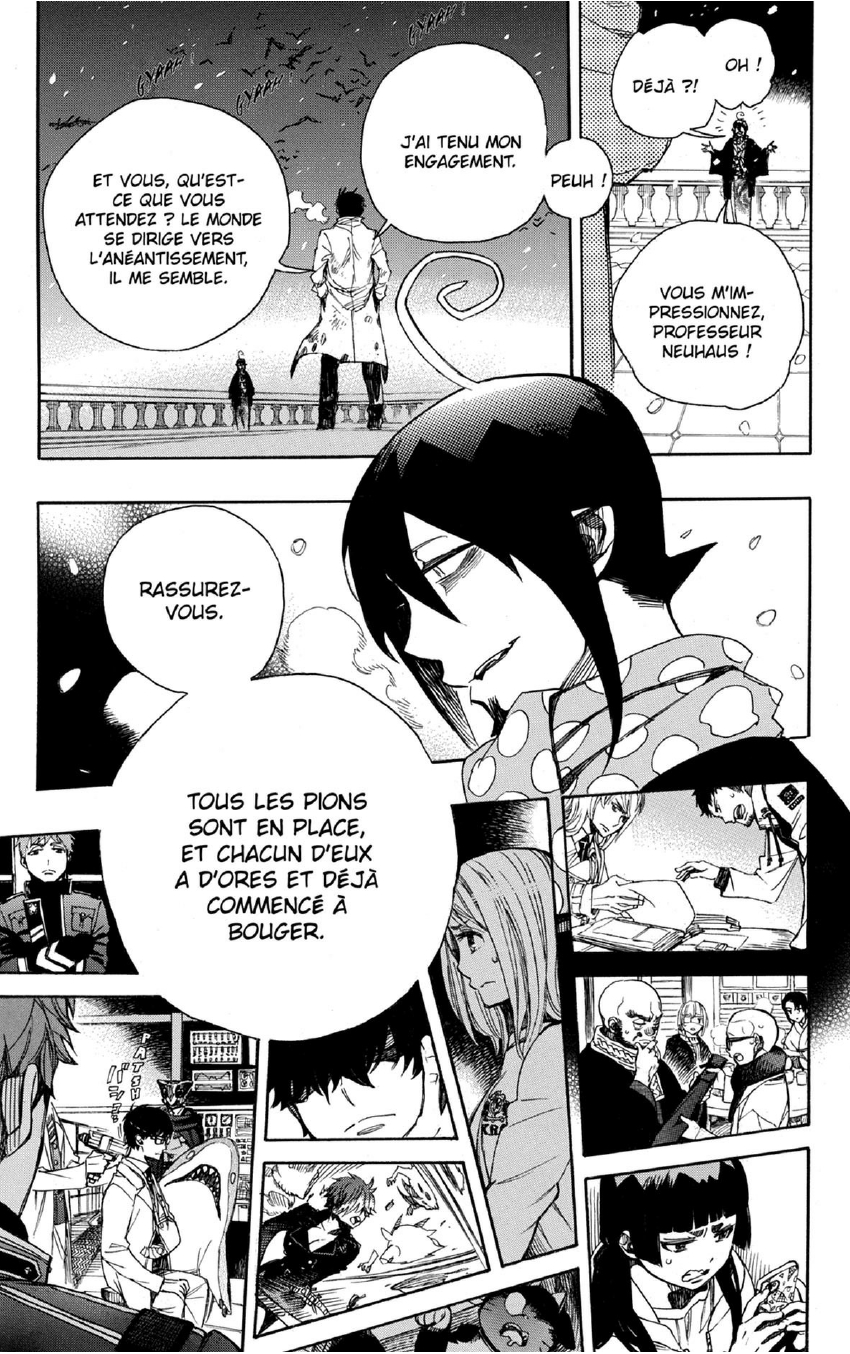 OH !
DÉJÀ ?!
VOUS M'IM-
PRESSIONNEZ,
PROFESSEUR
NEUHAUS !
PEUH !
J'AI TENU MON
ENGAGEMENT.
ET VOUS, QU'EST-
CE QUE VOUS
ATTENDEZ ? LE MONDE
SE DIRIGE VERS
L'ANÉANTISSEMENT,
IL ME SEMBLE.
GYAAH !
GYAAH !
GYAAH !
RASSUREZ-
VOUS.
TOUS LES PIONS
SONT EN PLACE,
ET CHACUN D'EUX
A D'ORES ET DÉJÀ
COMMENCÉ À
BOUGER.
PATSH